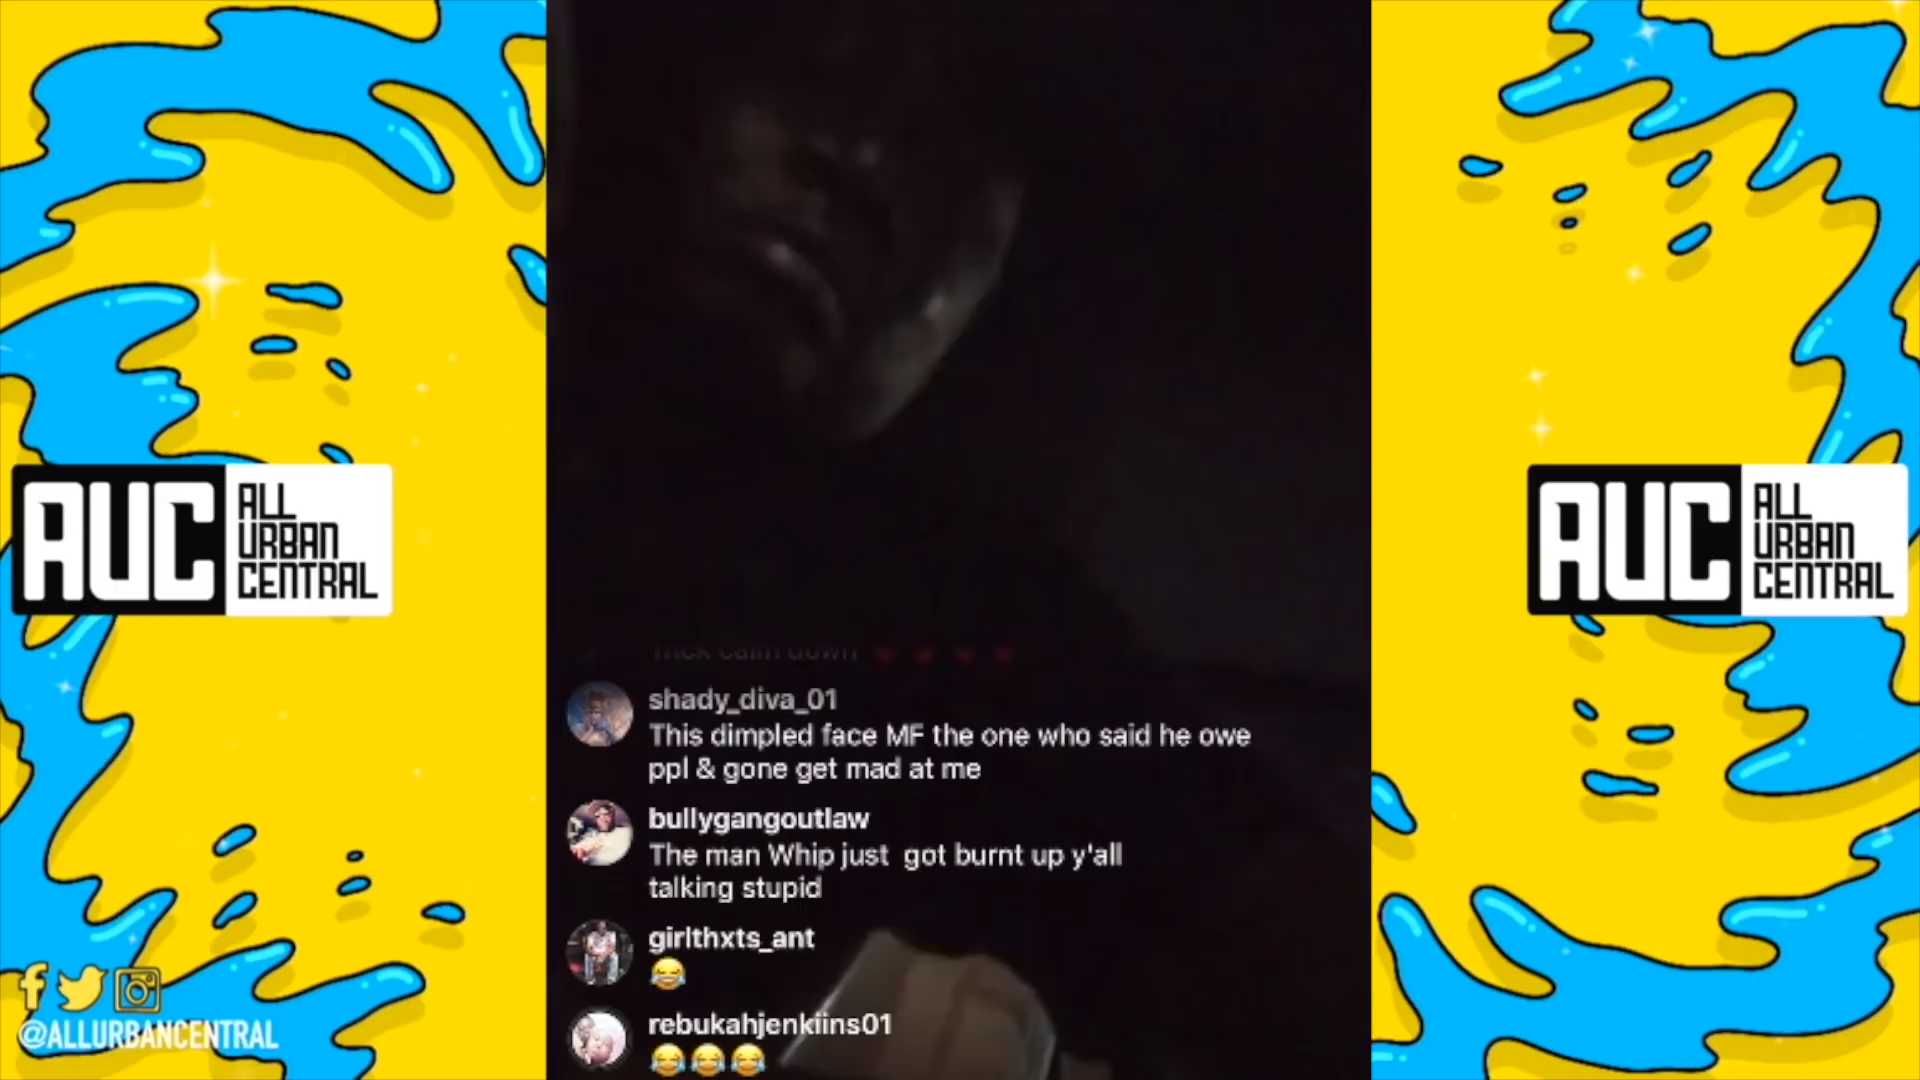 AUC ALL
URBAN
CENTRAL
AUC ALL
URBAN
CENTRAL
calm down
shady_diva_01
This dimpled face MF the one who said he owe
ppl & gone get mad at me
bullygangoutlaw
The man Whip just got burnt up y'all
talking stupid
girlthxts_ant
😂
rebukahjenkiins01
😂😂😂
@ALLURBANCENTRAL